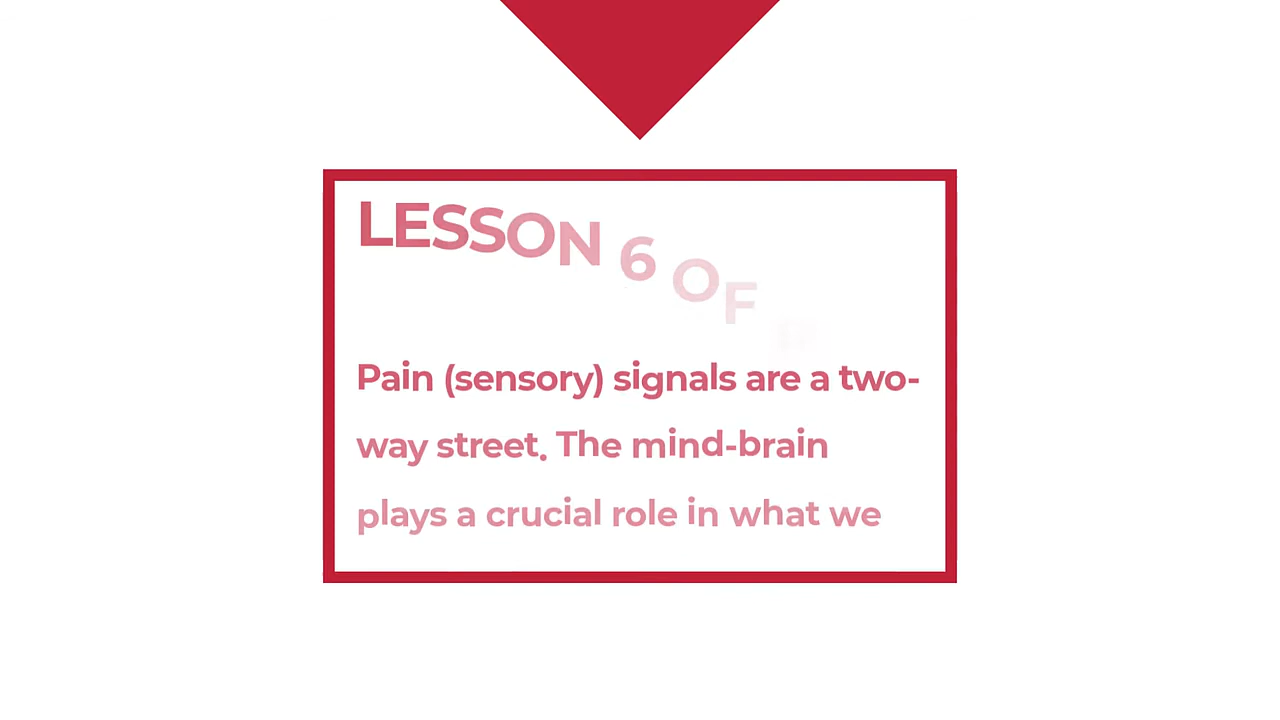 LESSON 6 OF
Pain (sensory) signals are a two-
way street. The mind-brain
plays a crucial role in what we